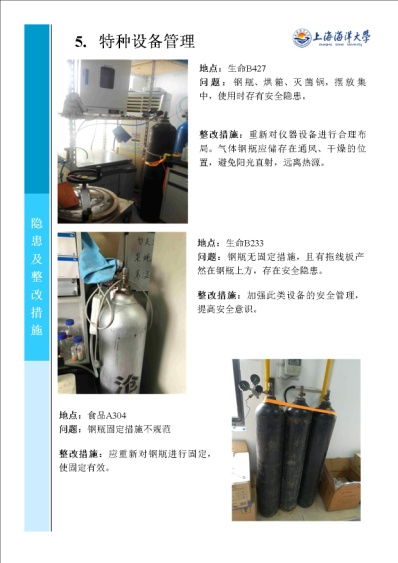 5. 特种设备管理
上海海洋大学
Shanghai Ocean University
地点：生命B427
问题：钢瓶、烘箱、灭菌锅，摆放集
中，使用时存有安全隐患。
整改措施：重新对仪器设备进行合理布
局。气体钢瓶应储存在通风、干燥的位
置，避免阳光直射，远离热源。
隐患及整改措施
地点：生命B233
问题：钢瓶无固定措施，且有拖线板产
然在钢瓶上方，存在安全隐患。
整改措施：加强此类设备的安全管理，
提高安全意识。
地点：食品A304
问题：钢瓶固定措施不规范
整改措施：应重新对钢瓶进行固定，
使固定有效。